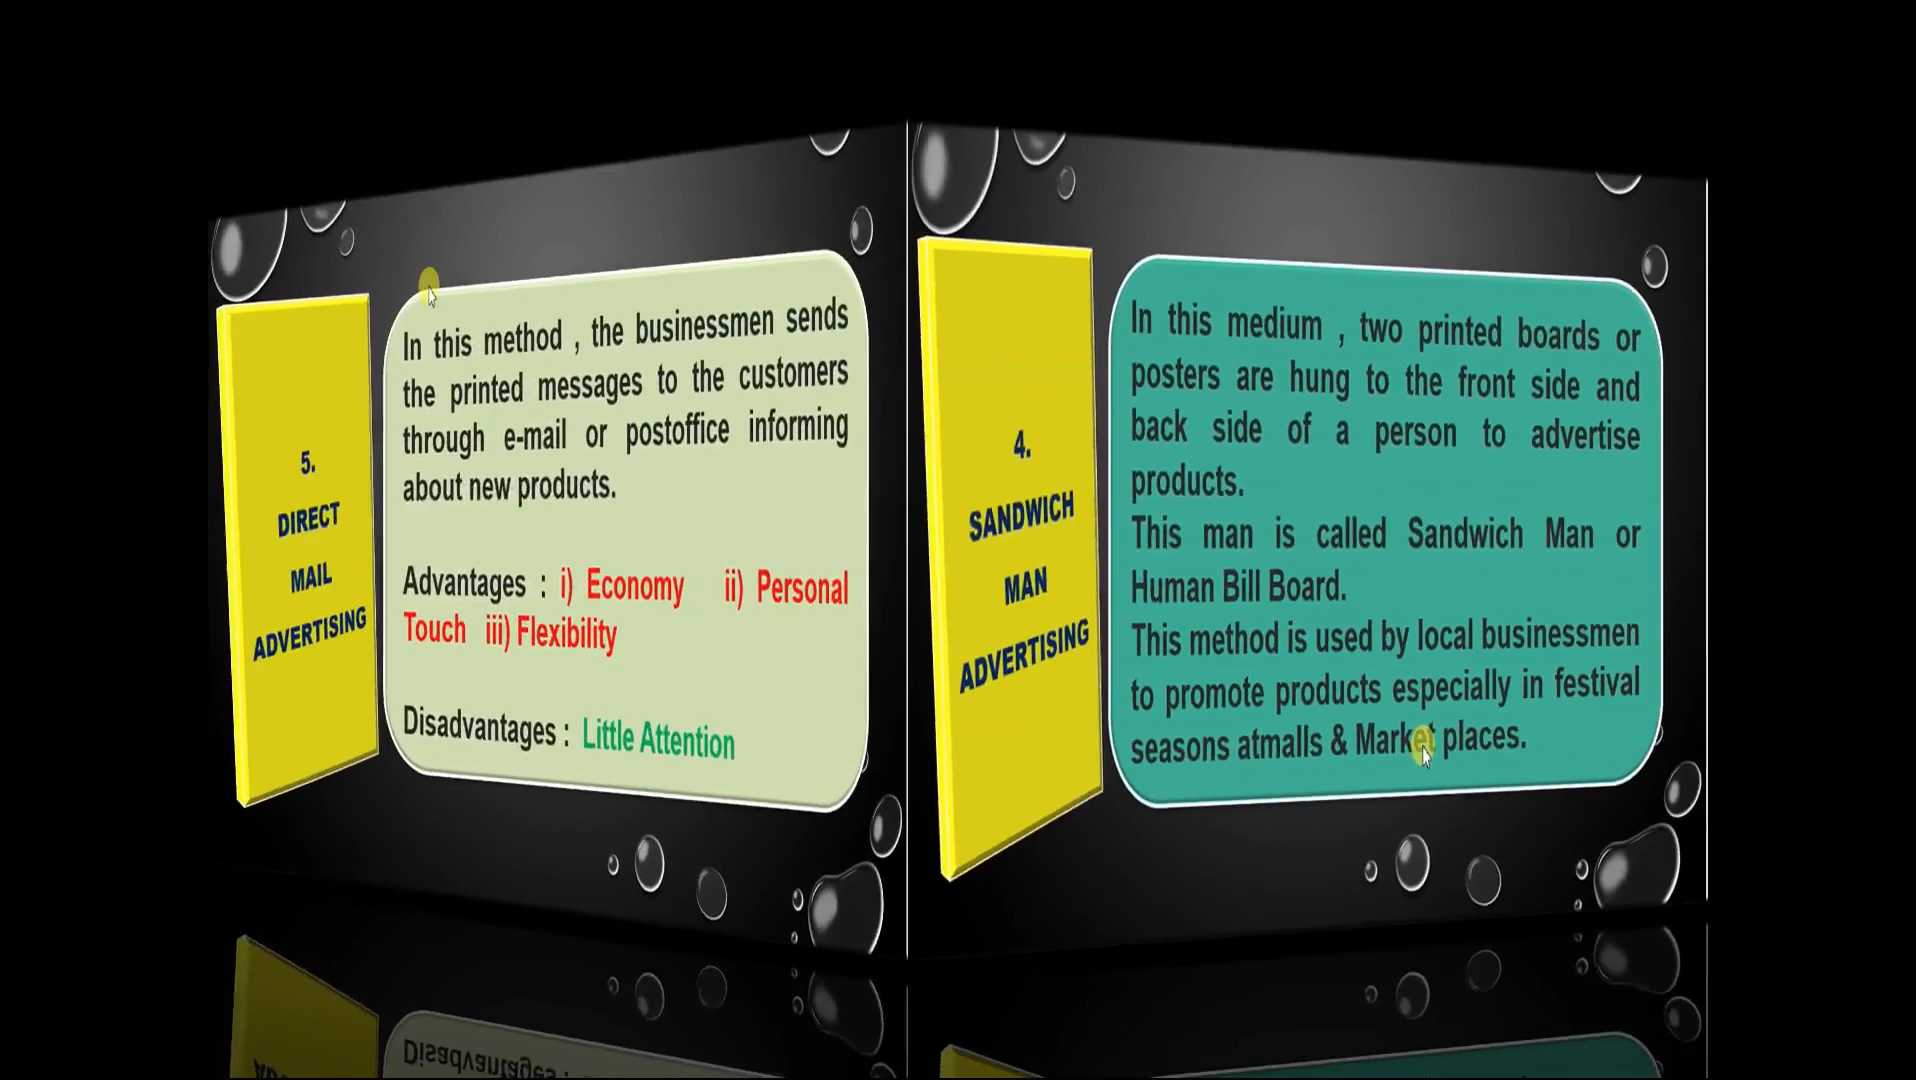 5.
DIRECT
MAIL
ADVERTISING
In this method , the businessmen sends
the printed messages to the customers
through e-mail or postoffice informing
about new products.
Advantages : i) Economy ii) Personal
Touch iii) Flexibility
Disadvantages : Little Attention
4.
SANDWICH
MAN
ADVERTISING
In this medium , two printed boards or
posters are hung to the front side and
back side of a person to advertise
products.
This man is called Sandwich Man or
Human Bill Board.
This method is used by local businessmen
to promote products especially in festival
seasons atmalls & Market places.
Disadvantages :